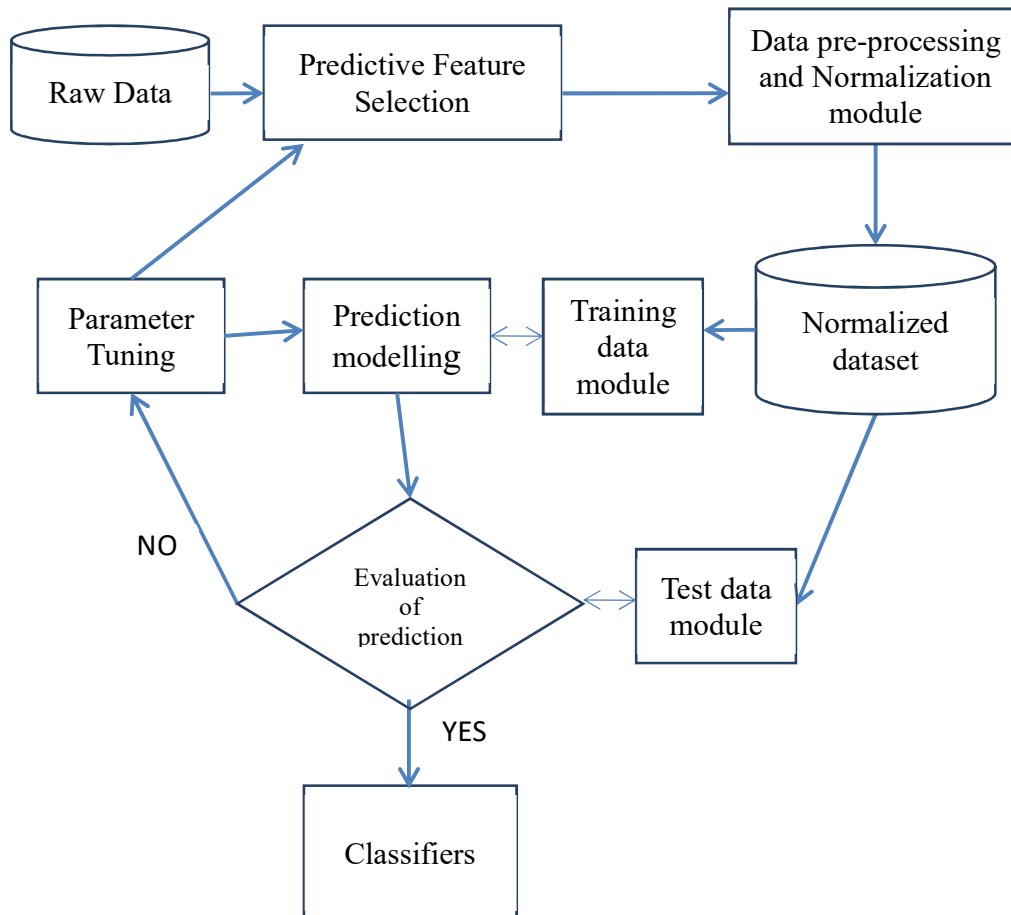 Raw Data
Predictive Feature
Selection
Data pre-processing
and Normalization
module
Parameter
Tuning
Prediction
modelling
Training
data
module
Normalized
dataset
NO
Evaluation
of
prediction
Test data
module
YES
Classifiers